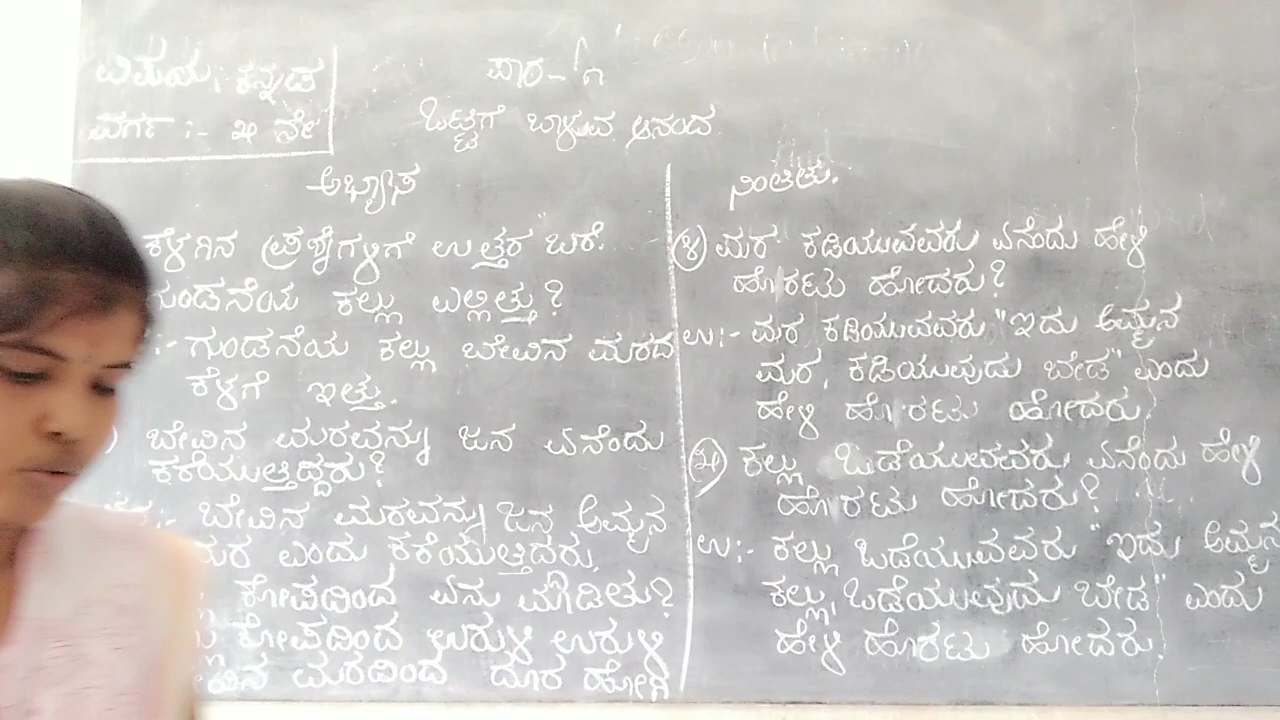 ವಿಷಯ : ಕನ್ನಡ
ವರ್ಗ :- ೫ ನೇ
ಪಾಠ - ೧
ಒಟ್ಟಿಗೆ ಬಾಳುವ ಆನಂದ
ಅಭ್ಯಾಸ
ಕೆಳಗಿನ ಪ್ರಶ್ನೆಗಳಿಗೆ ಉತ್ತರ ಬರೆ.
ಗುಂಡನೆಯ ಕಲ್ಲು ಎಲ್ಲಿತ್ತು?
:- ಗುಂಡನೆಯ ಕಲ್ಲು ಬೇವಿನ ಮರದ
ಕೆಳಗೆ ಇತ್ತು.
) ಬೇವಿನ ಮರವನ್ನು ಜನ ಏನೆಂದು
ಕರೆಯುತ್ತಿದ್ದರು?
:- ಬೇವಿನ ಮರವನ್ನು ಜನ ಅಮ್ಮನ
ಮರ ಎಂದು ಕರೆಯುತ್ತಿದರು.
ಕೋಪದಿಂದ ಏನು ಮಾಡಿತು?
ಕೋಪದಿಂದ ಉರುಳಿ ಉರುಳಿ
ಮರದಿಂದ ದೂರ ಹೋಗಿ
ನಿಂತಿತು.
(೪) ಮರ ಕಡಿಯುವವರು ಏನೆಂದು ಹೇಳಿ
ಹೊರಟು ಹೋದರು?
ಉ:- ಮರ ಕಡಿಯುವವರು "ಇದು ಅಮ್ಮನ
ಮರ, ಕಡಿಯುವುದು ಬೇಡ" ಎಂದು
ಹೇಳಿ ಹೊರಟು ಹೋದರು.
(೫) ಕಲ್ಲು ಒಡೆಯುವವರು ಏನೆಂದು ಹೇಳಿ
ಹೊರಟು ಹೋದರು?
ಉ:- ಕಲ್ಲು ಒಡೆಯುವವರು "ಇದು ಅಮ್ಮನ
ಕಲ್ಲು, ಒಡೆಯುವುದು ಬೇಡ" ಎಂದು
ಹೇಳಿ ಹೊರಟು ಹೋದರು.